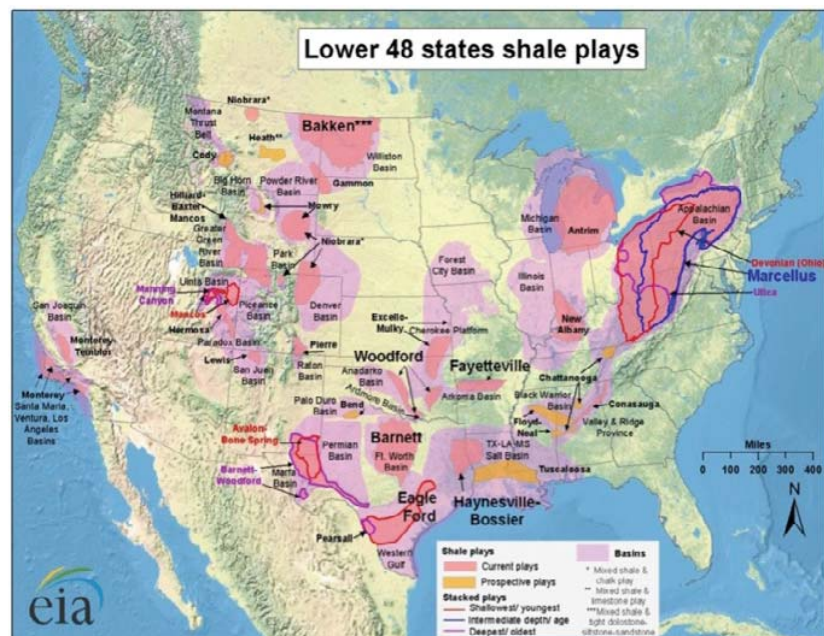 Lower 48 states shale plays
Niobrara*
Montana
Thrust
Belt
Bakken***
Heath**
Cody
Williston
Basin
Big Horn
Basin
Powder River
Basin
Gammon
Hilliard-
Baxter-
Mancos
Mowry
Greater
Green
River
Basin
Niobrara*
Park
Basin
Michigan
Basin
Antrim
Appalachian
Basin
Devonian (Ohio)
Marcellus
Utica
Forest
City Basin
Illinois
Basin
Uinta Basin
Manning
Canyon
Mancos
Piceance
Basin
Denver
Basin
San Joaquin
Basin
Hermosa
Paradox Basin
Excello-
Mulky
Cherokee Platform
New
Albany
Monterey-
Temblor
Pierre
Lewis
San Juan
Basin
Raton
Basin
Woodford
Anadarko
Basin
Fayetteville
Chattanooga
Monterey
Santa Maria,
Ventura, Los
Angeles
Basins
Palo Duro
Basin
Bend
Ardmore Basin
Arkoma Basin
Black Warrior
Basin
Conasauga
Floyd-
Neal
Valley & Ridge
Province
Avalon-
Bone Spring
Permian
Basin
Barnett
Ft. Worth
Basin
TX-LA-MS
Salt Basin
Tuscaloosa
Barnett-
Woodford
Marfa
Basin
Eagle
Ford
Haynesville-
Bossier
Pearsall
Western
Gulf
Miles
0 100 200 300 400
N
Shale plays
Current plays
Prospective plays
Stacked plays
Shallowest/ youngest
Intermediate depth/ age
Deepest/ oldest
Basins
* Mixed shale &
chalk play
** Mixed shale &
limestone play
***Mixed shale &
tight dolostone-
siltstone-sandstone
eia